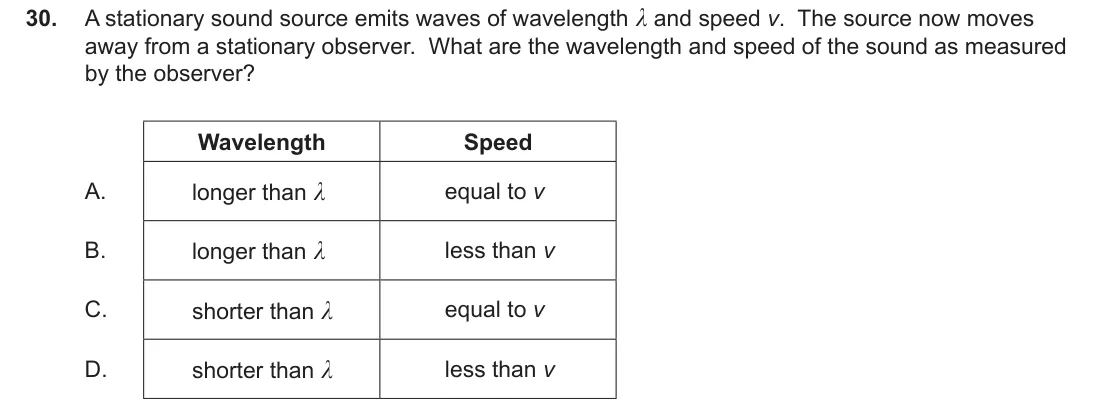 30. A stationary sound source emits waves of wavelength λ and speed v. The source now moves
away from a stationary observer. What are the wavelength and speed of the sound as measured
by the observer?
Wavelength Speed
A. longer than λ equal to v
B. longer than λ less than v
C. shorter than λ equal to v
D. shorter than λ less than v